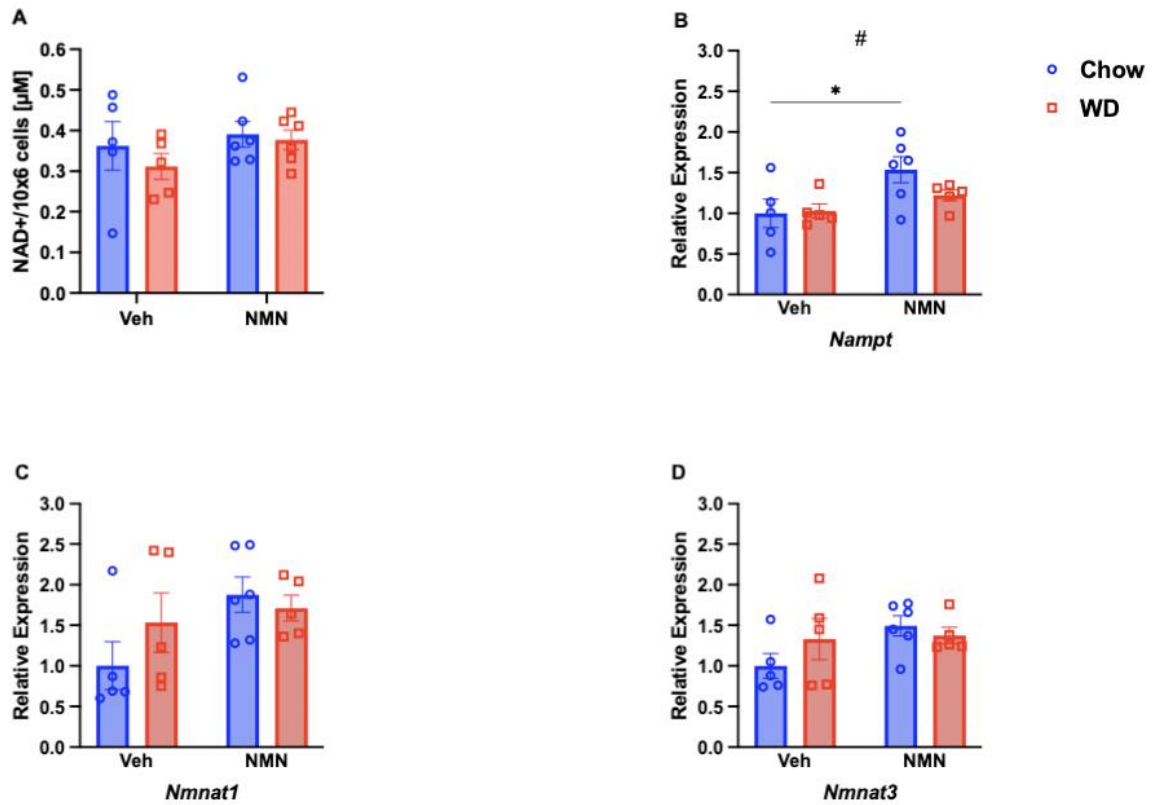 A
NAD+/10x6 cells [µM]
0.6
0.5
0.4
0.3
0.2
0.1
0.0
Veh NMN
B
#
*
Relative Expression
3.0
2.5
2.0
1.5
1.0
0.5
0.0
Veh NMN
Nampt
Chow
WD
C
Relative Expression
3.0
2.5
2.0
1.5
1.0
0.5
0.0
Veh NMN
Nmnat1
D
Relative Expression
3.0
2.5
2.0
1.5
1.0
0.5
0.0
Veh NMN
Nmnat3